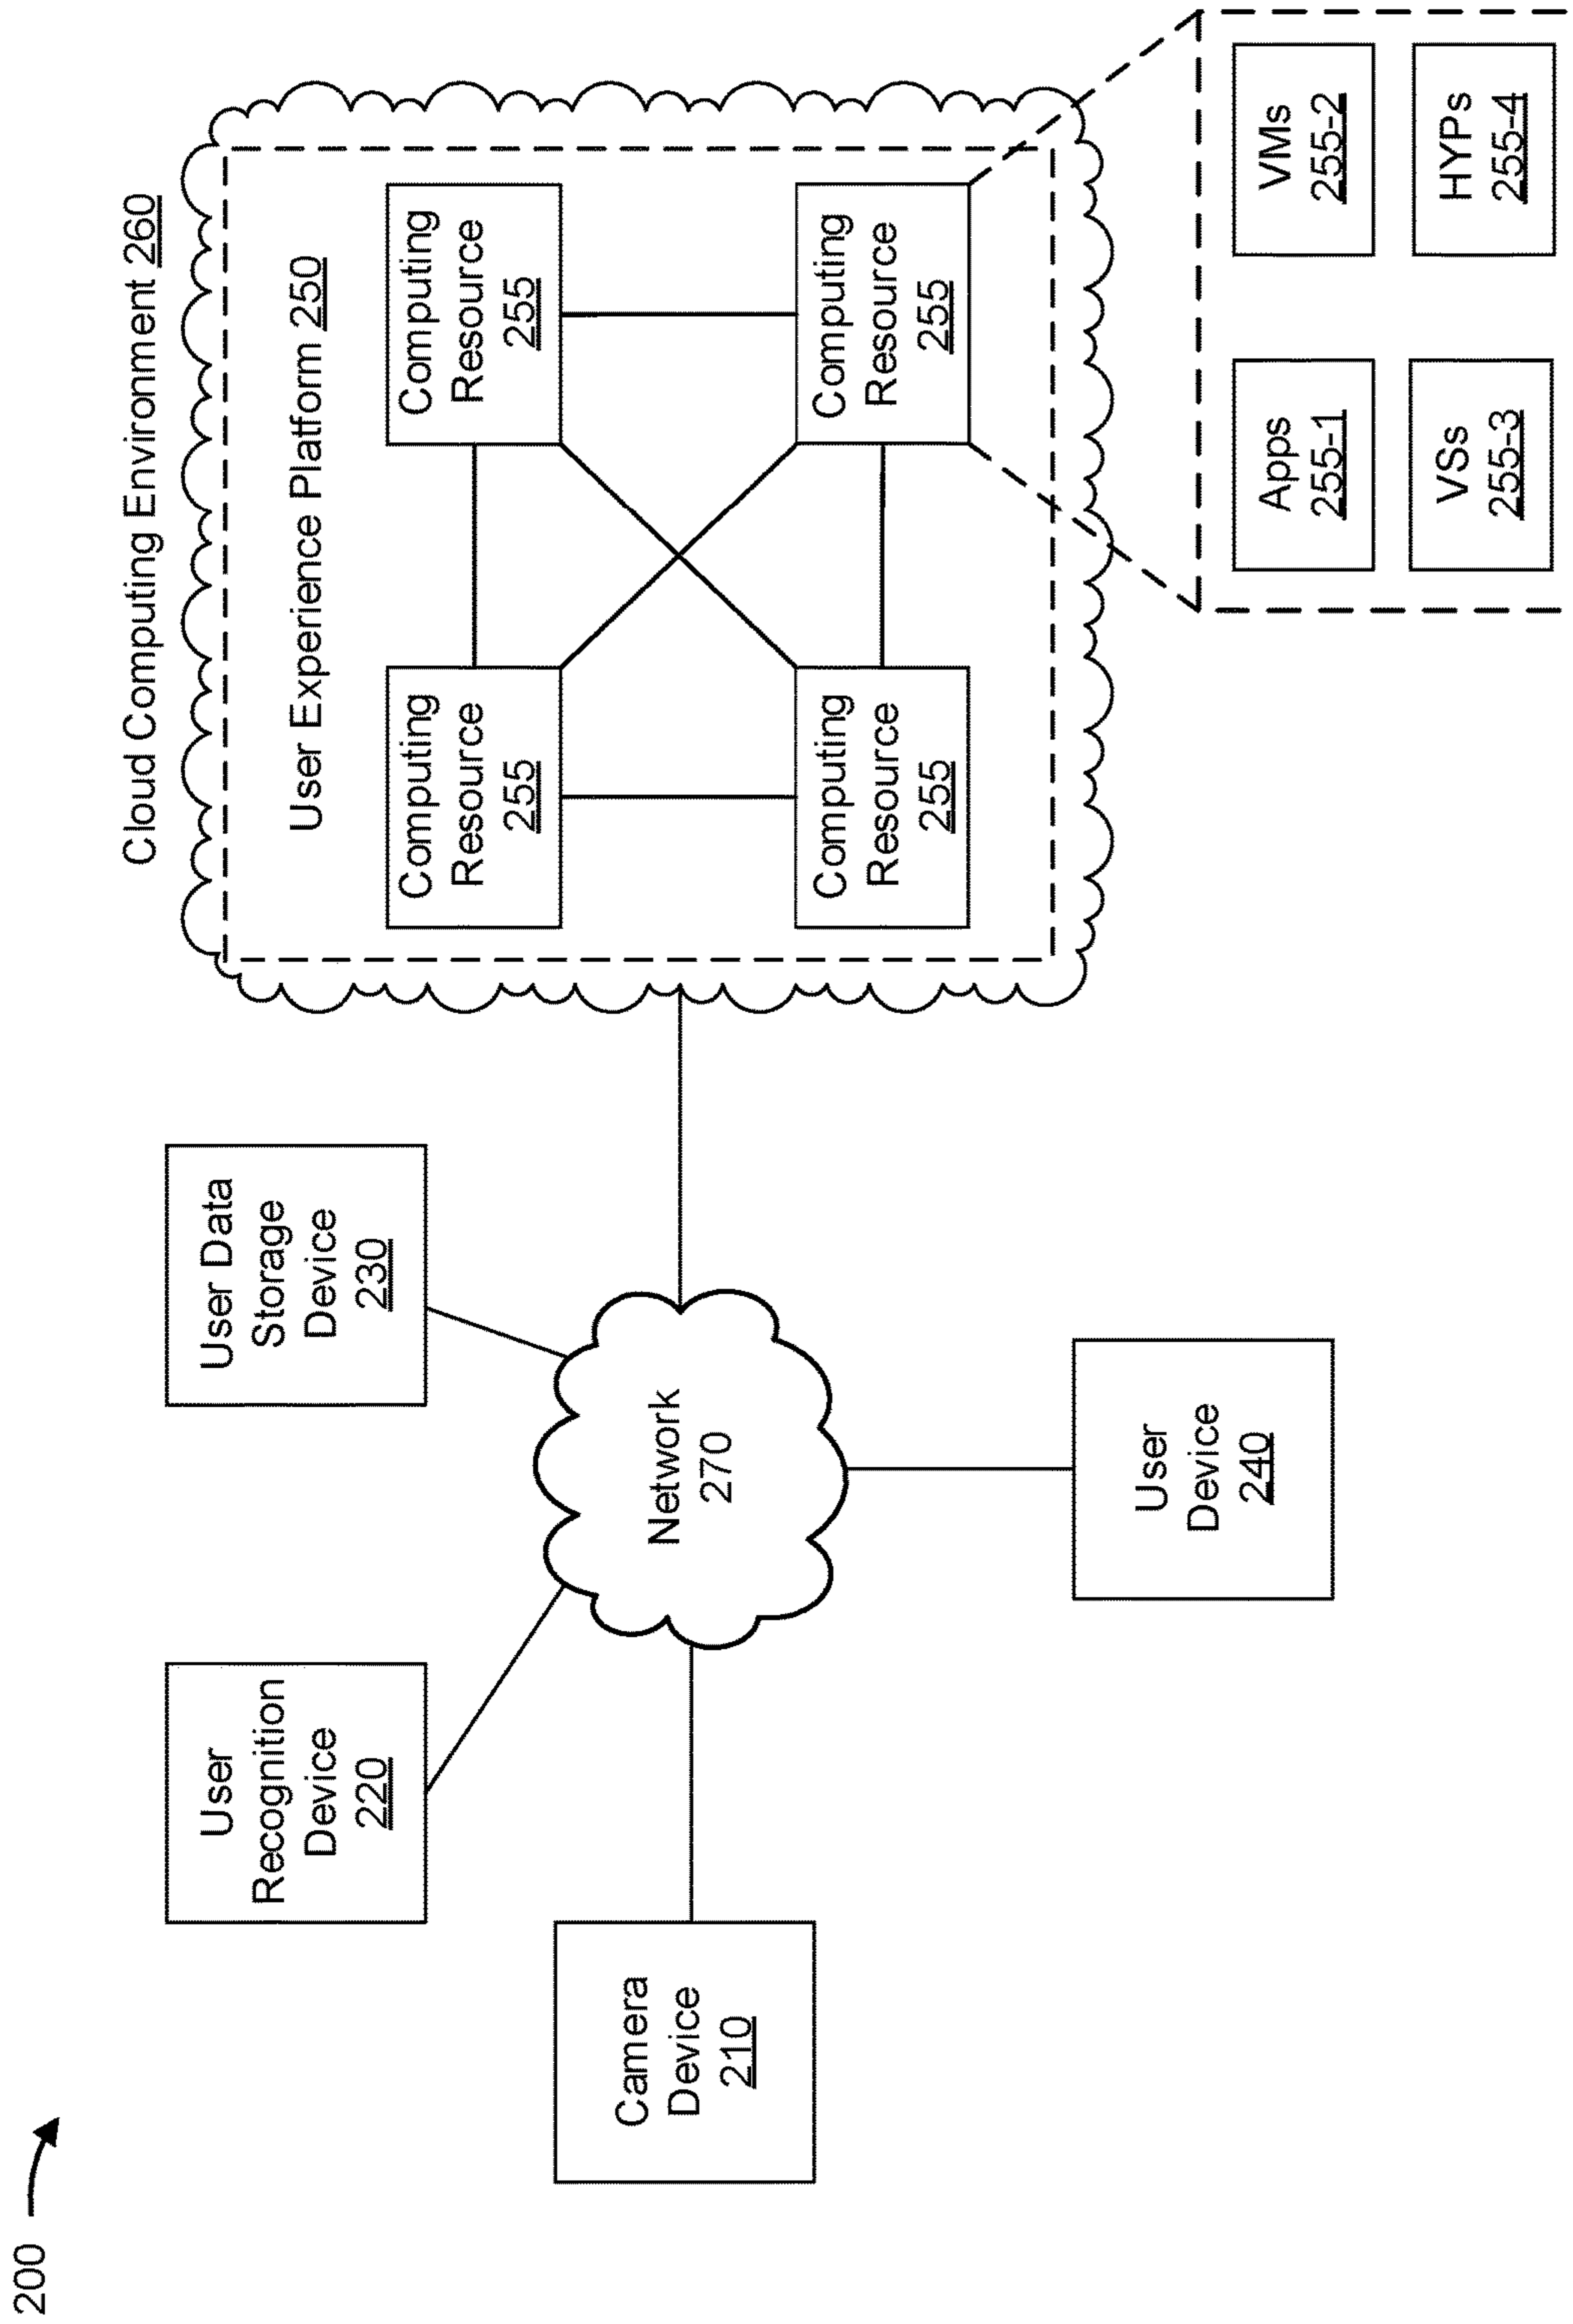 200
Cloud Computing Environment 260
User Experience Platform 250
User
Recognition
Device
220
User Data
Storage
Device
230
Computing
Resource
255
Computing
Resource
255
Camera
Device
210
Network
270
Computing
Resource
255
Computing
Resource
255
User
Device
240
Apps
255-1
VMs
255-2
VSs
255-3
HYPs
255-4